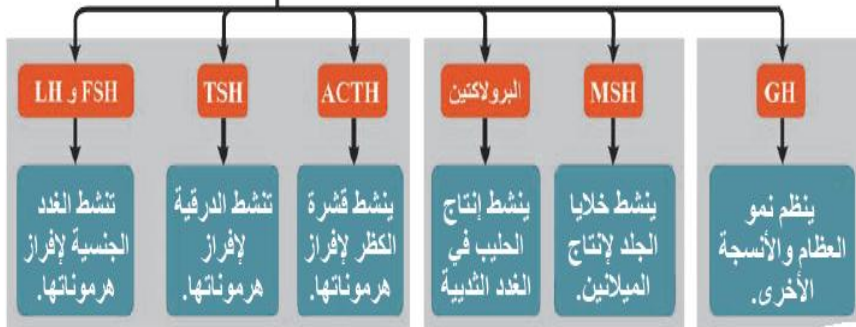 GH
ينظم نمو
العظام والأنسجة
الأخرى.
MSH
ينشط خلايا
الجلد لإنتاج
الميلانين.
البرولاكتين
ينشط إنتاج
الحليب في
الغدد الثديية
ACTH
ينشط قشرة
الكظر لإفراز
هرموناتها.
TSH
تنشط الدرقية
لإفراز
هرموناتها.
FSH و LH
تنشط الغدد
الجنسية لإفراز
هرموناتها.